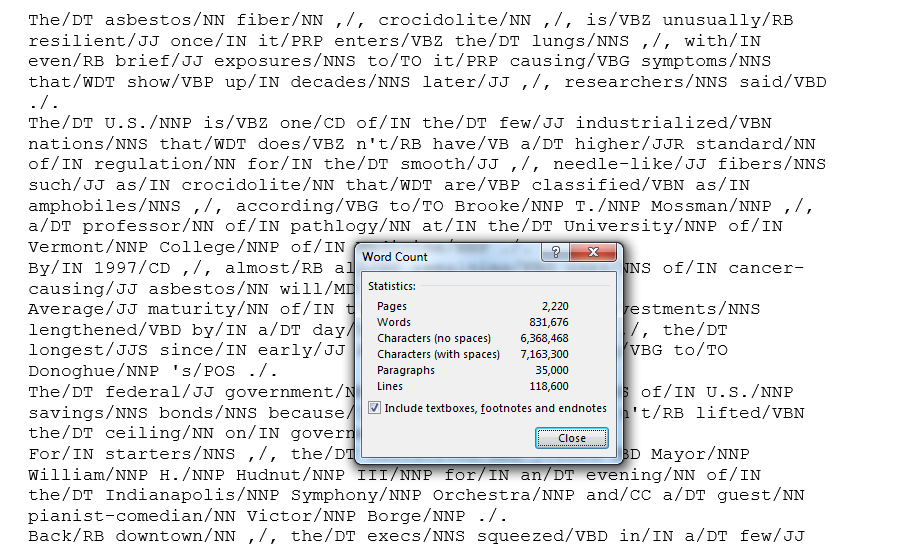 The/DT asbestos/NN fiber/NN ,/, crocidolite/NN ,/, is/VBZ unusually/RB
resilient/JJ once/IN it/PRP enters/VBZ the/DT lungs/NNS ,/, with/IN
even/RB brief/JJ exposures/NNS to/TO it/PRP causing/VBG symptoms/NNS
that/WDT show/VBP up/IN decades/NNS later/JJ ,/, researchers/NNS said/VBD
./.
The/DT U.S./NNP is/VBZ one/CD of/IN the/DT few/JJ industrialized/VBN
nations/NNS that/WDT does/VBZ n't/RB have/VB a/DT higher/JJR standard/NN
of/IN regulation/NN for/IN the/DT smooth/JJ ,/, needle-like/JJ fibers/NNS
such/JJ as/IN crocidolite/NN that/WDT are/VBP classified/VBN as/IN
amphobiles/NNS ,/, according/VBG to/TO Brooke/NNP T./NNP Mossman/NNP ,/,
a/DT professor/NN of/IN pathlogy/NN at/IN the/DT University/NNP of/IN
Vermont/NNP College/NNP of/IN
By/IN 1997/CD ,/, almost/RB NNS of/IN cancer-
causing/JJ asbestos/NN will/MD
Average/JJ maturity/NN of/IN vestments/NNS
lengthened/VBD by/IN a/DT day/ /, the/DT
longest/JJS since/IN early/JJ /VBG to/TO
Donoghue/NNP 's/POS ./.
The/DT federal/JJ government/N of/IN U.S./NNP
savings/NNS bonds/NNS because/ n't/RB lifted/VBN
the/DT ceiling/NN on/IN govern
For/IN starters/NNS ,/, the/DT BD Mayor/NNP
William/NNP H./NNP Hudnut/NNP III/NNP for/IN an/DT evening/NN of/IN
the/DT Indianapolis/NNP Symphony/NNP Orchestra/NNP and/CC a/DT guest/NN
pianist-comedian/NN Victor/NNP Borge/NNP ./.
Back/RB downtown/NN ,/, the/DT execs/NNS squeezed/VBD in/IN a/DT few/JJ
Word Count
?
Statistics:
Pages 2,220
Words 831,676
Characters (no spaces) 6,368,468
Characters (with spaces) 7,163,300
Paragraphs 35,000
Lines 118,600
Include textboxes, footnotes and endnotes
Close